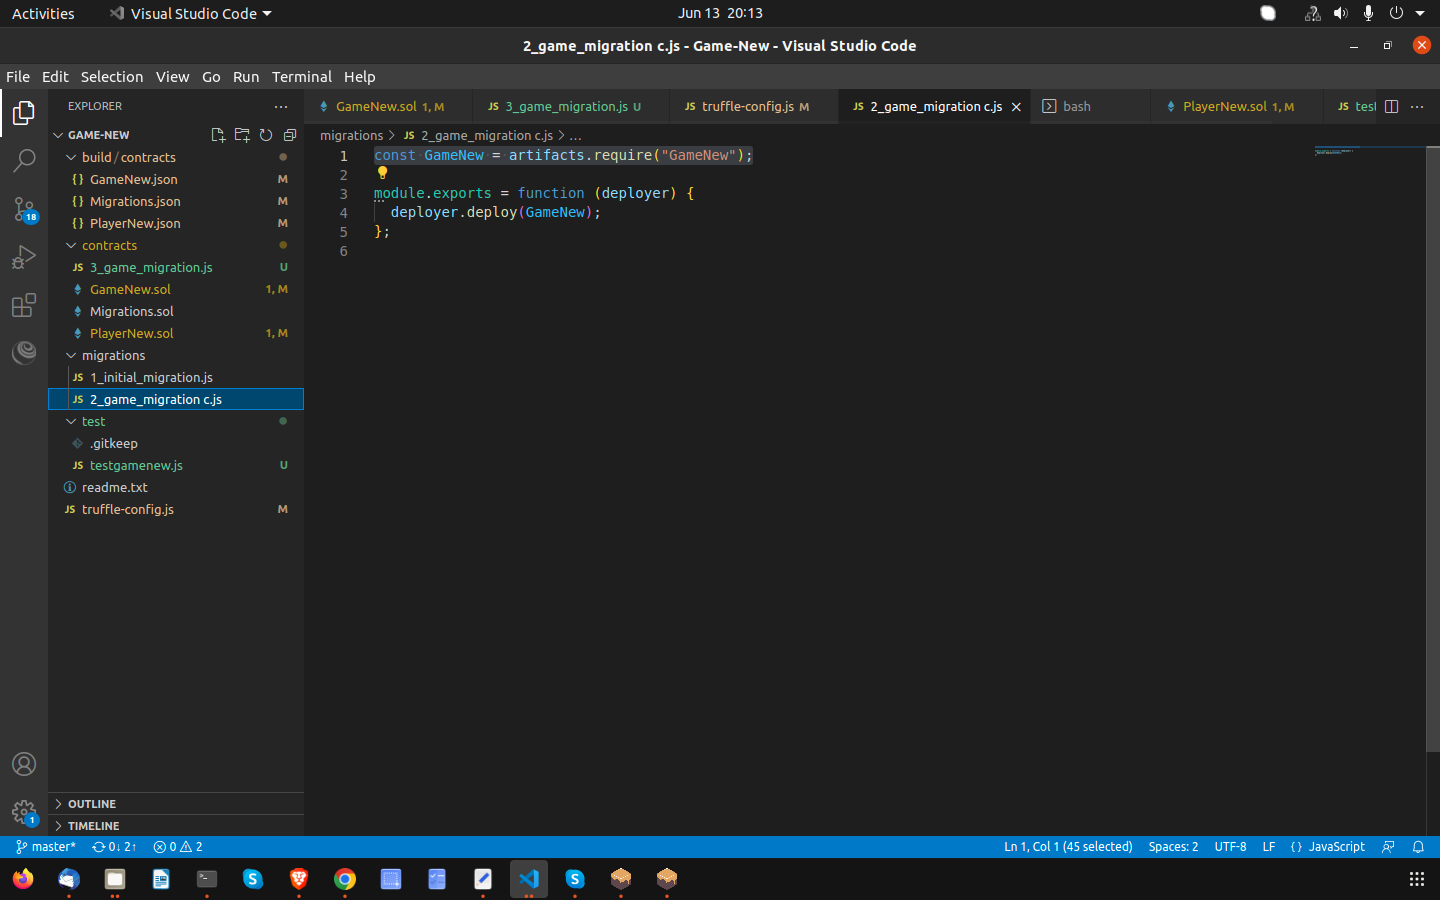 Activities Visual Studio Code Jun 13 20:13
2_game_migration c.js - Game-New - Visual Studio Code
File Edit Selection View Go Run Terminal Help
EXPLORER
GameNew.sol 1, M JS 3_game_migration.js U JS truffle-config.js M JS 2_game_migration c.js bash PlayerNew.sol 1, M JS test
GAME-NEW
build/contracts
{} GameNew.json M
{} Migrations.json M
{} PlayerNew.json M
contracts
JS 3_game_migration.js U
GameNew.sol 1, M
Migrations.sol
PlayerNew.sol 1, M
migrations
JS 1_initial_migration.js
JS 2_game_migration c.js
test
.gitkeep
JS testgamenew.js U
readme.txt
JS truffle-config.js M
OUTLINE
TIMELINE
18
1
migrations > JS 2_game_migration c.js > ...
1 const GameNew = artifacts.require("GameNew");
2
3 module.exports = function (deployer) {
4 deployer.deploy(GameNew);
5 };
6
master* 0↓ 2↑ 0 2 Ln 1, Col 1 (45 selected) Spaces: 2 UTF-8 LF {} JavaScript